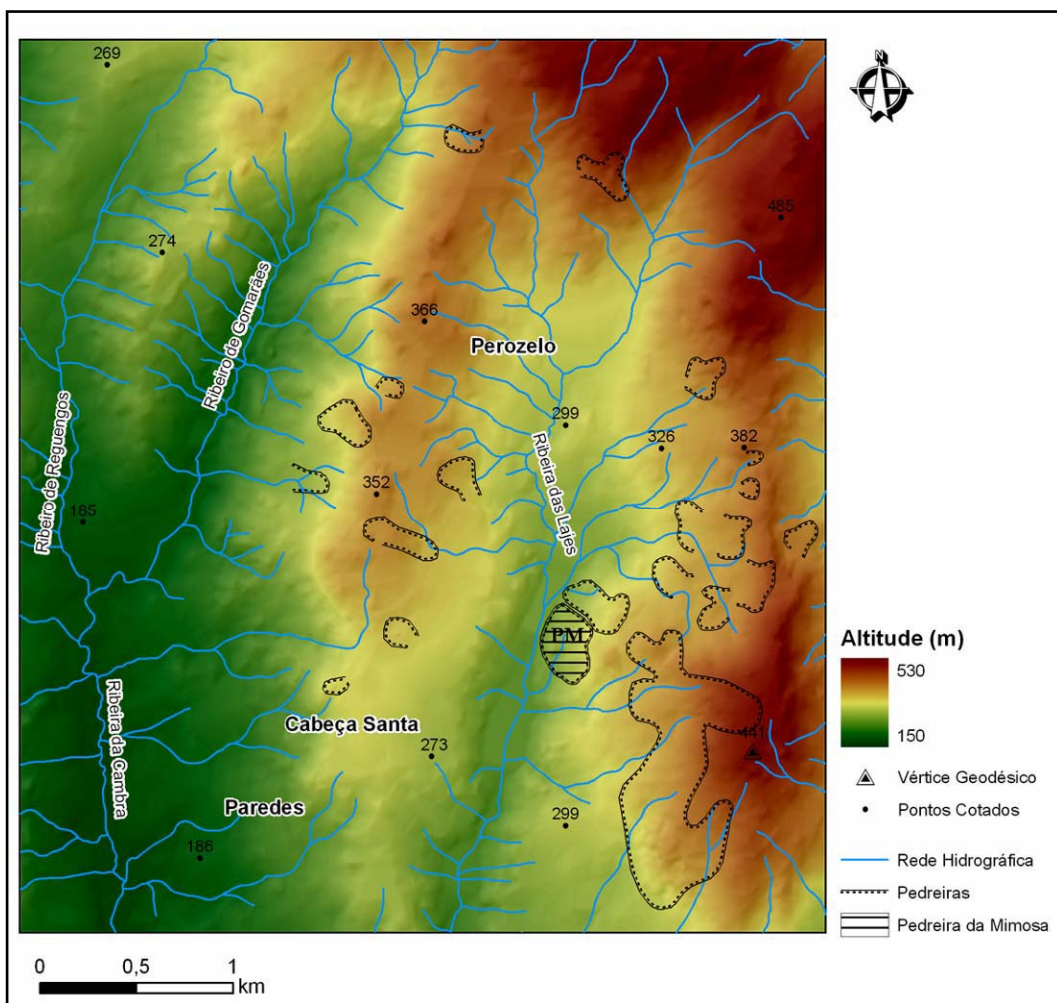 269
N
485
274
Ribeiro de Gomarães
366
Perozelo
Ribeiro de Reguengos
299
326
382
Ribeira das Lajes
352
185
PM
Altitude (m)
530
150
Ribeira da Cambra
Cabeça Santa
273
441
Vértice Geodésico
Pontos Cotados
Paredes
299
186
Rede Hidrográfica
Pedreiras
Pedreira da Mimosa
0 0,5 1
km